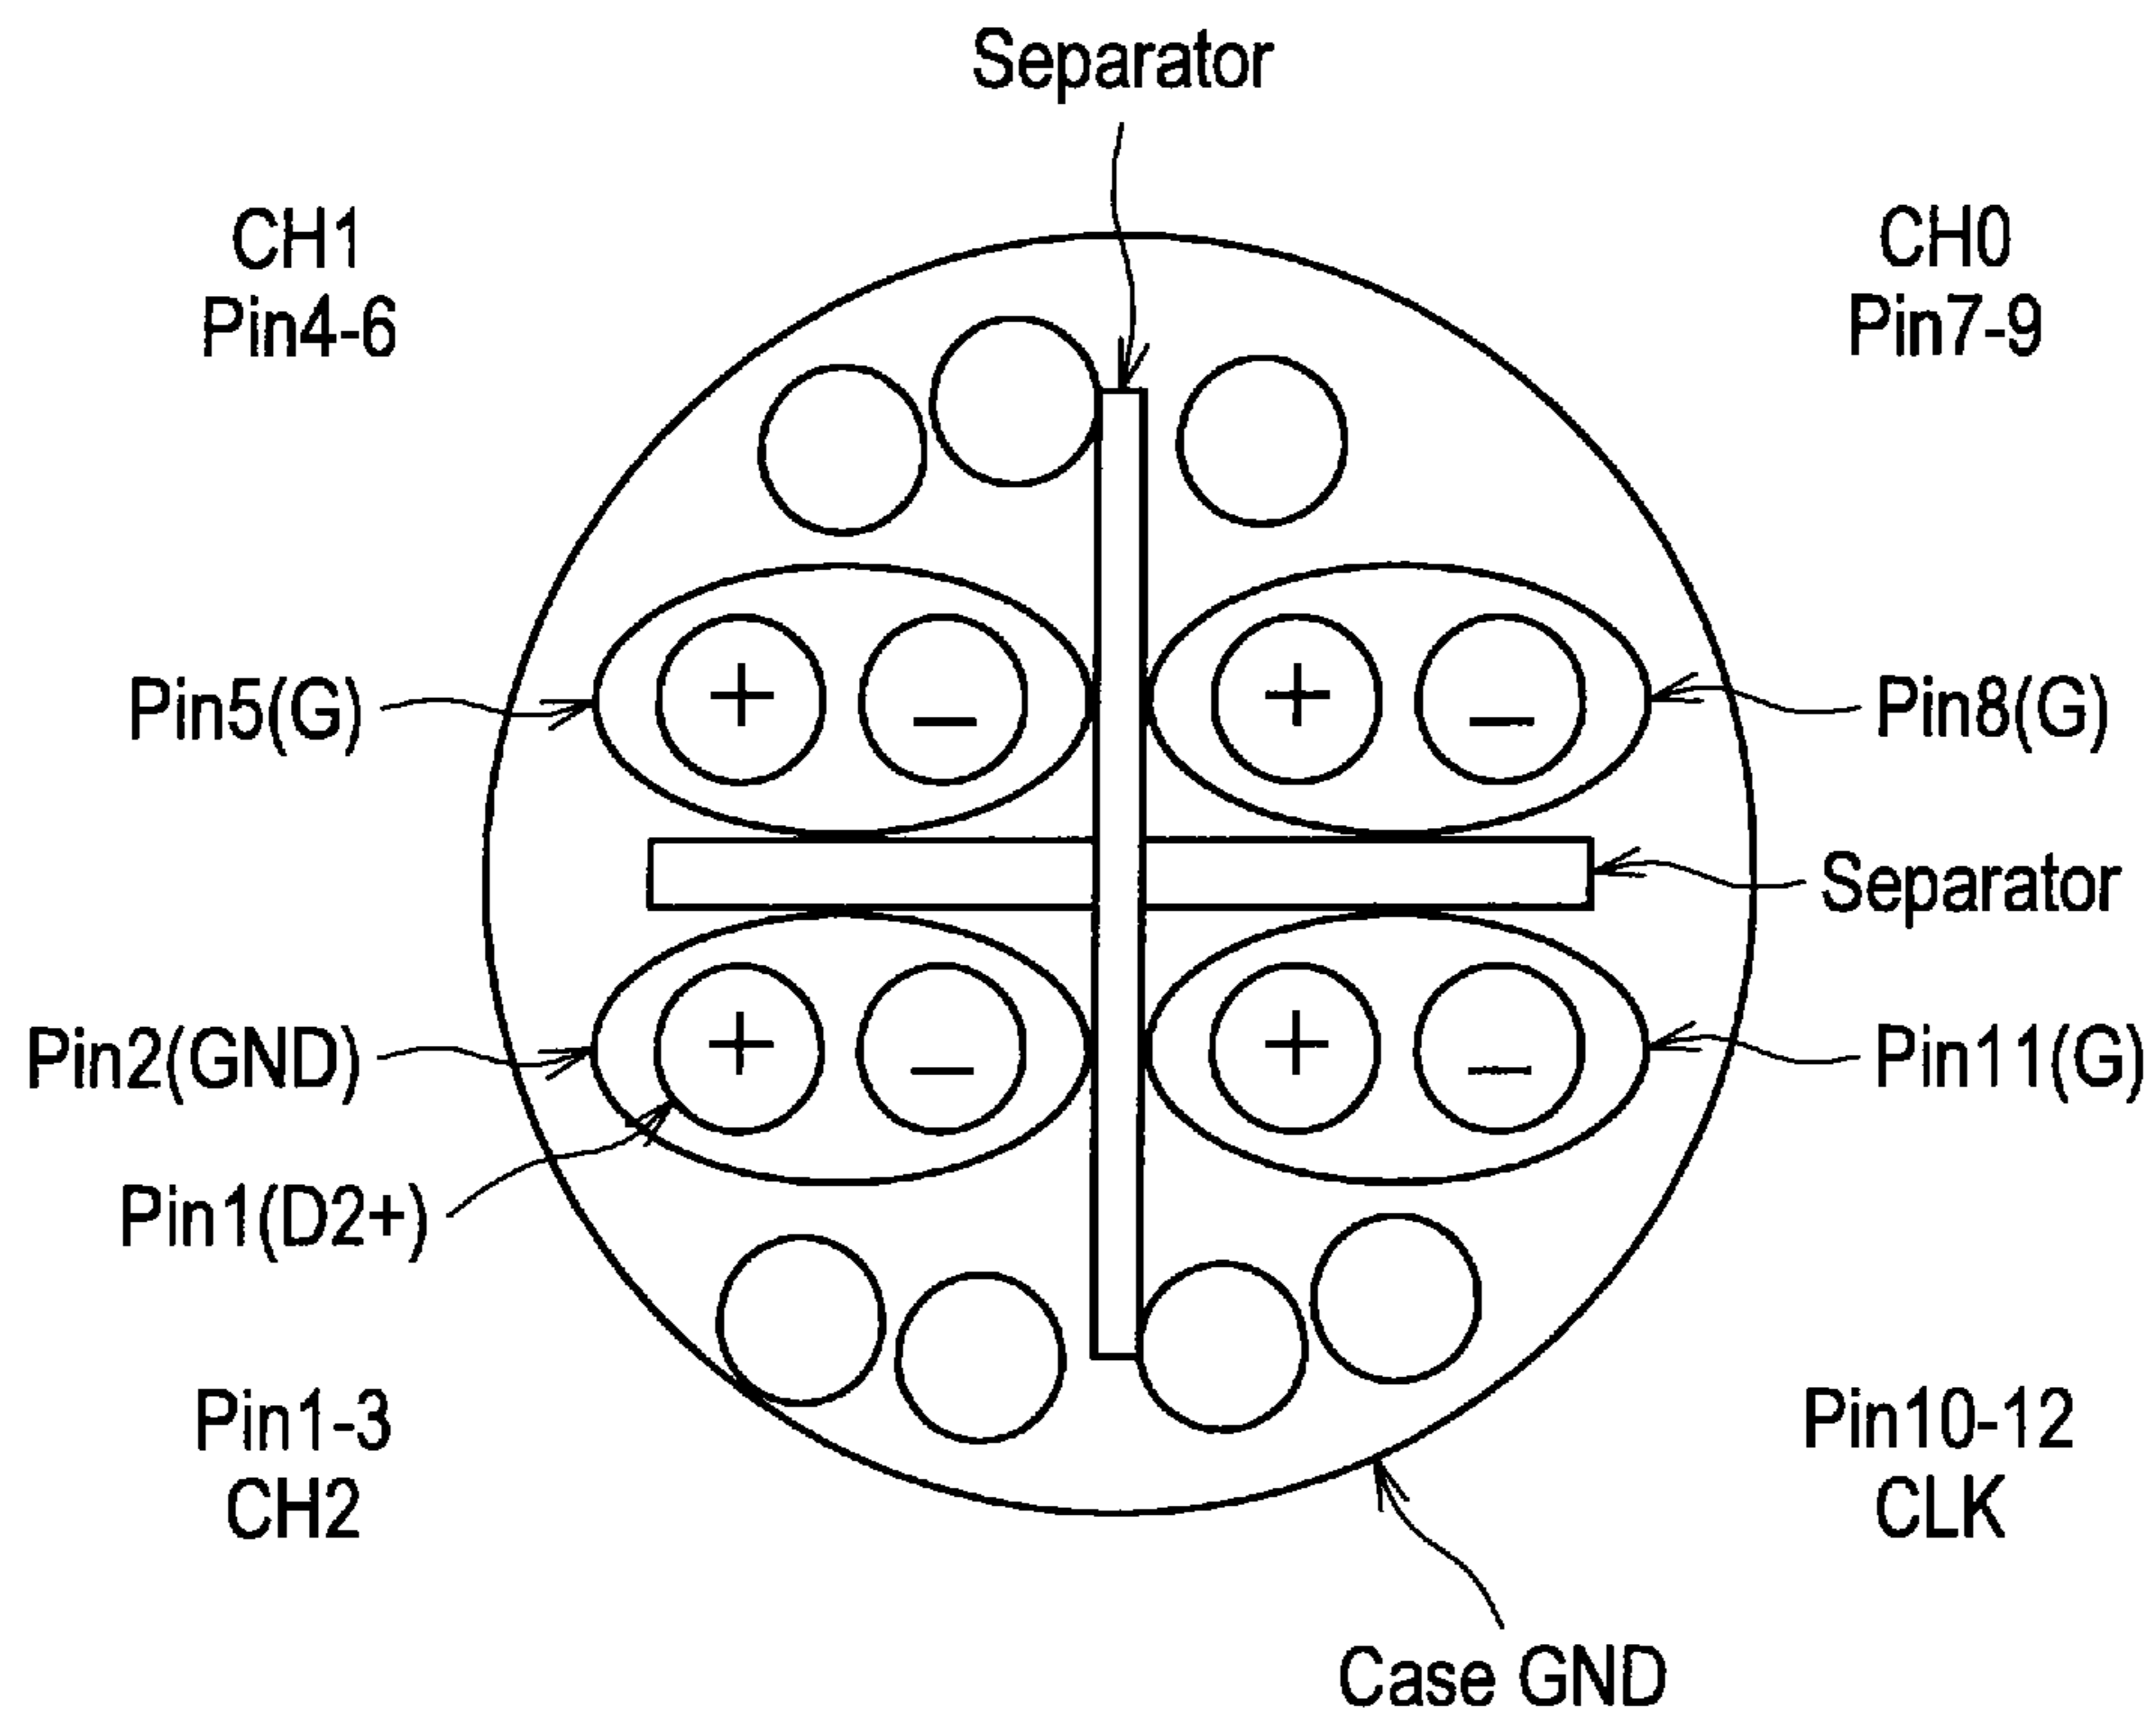 Separator
CH1
Pin4-6
CH0
Pin7-9
+
−
+
−
Pin5(G)
Pin8(G)
Separator
+
−
+
−
Pin2(GND)
Pin11(G)
Pin1(D2+)
Pin1-3
CH2
Pin10-12
CLK
Case GND